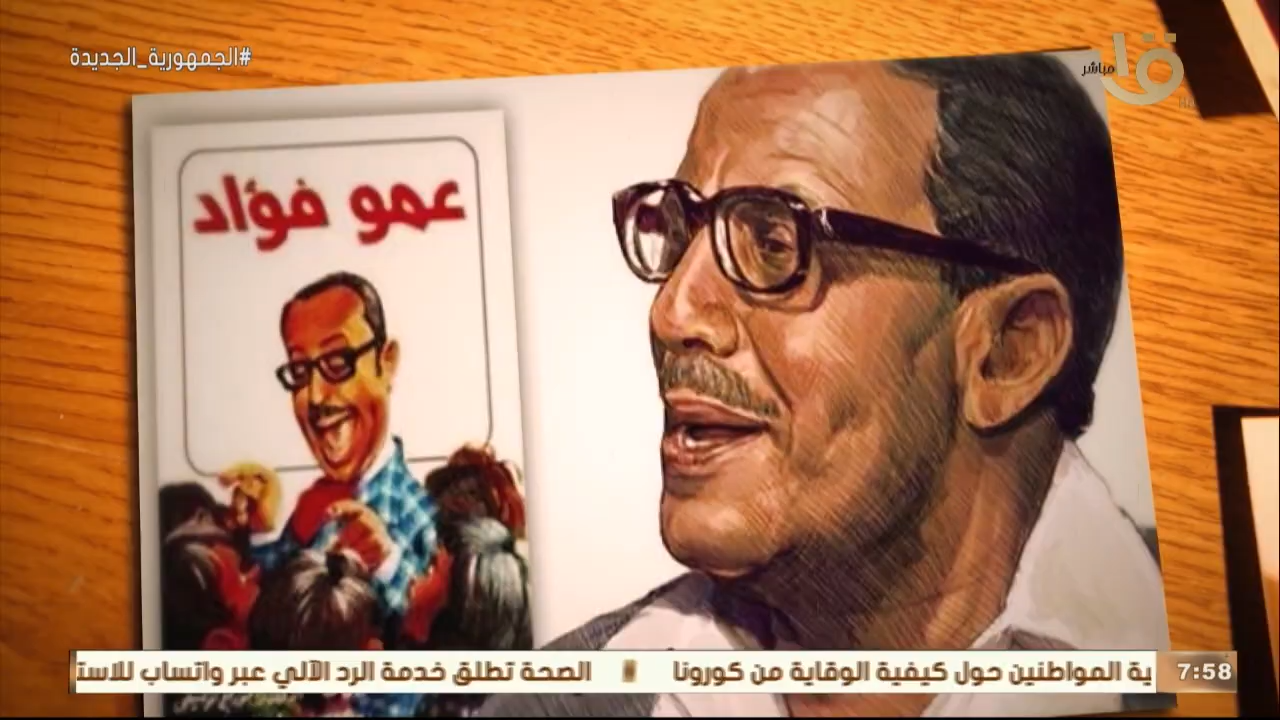 #الجمهورية_الجديدة
مباشر
عمو فؤاد
7:58 ية المواطنين حول كيفية الوقاية من كورونا
الصحة تطلق خدمة الرد الآلي عبر واتساب للاست